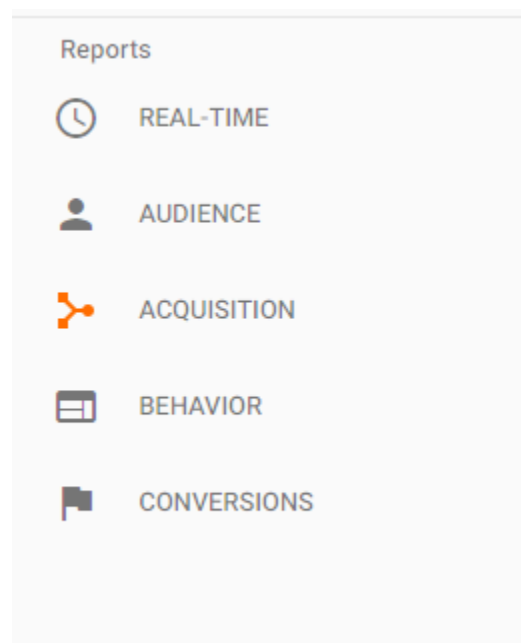 Reports
REAL-TIME
AUDIENCE
ACQUISITION
BEHAVIOR
CONVERSIONS